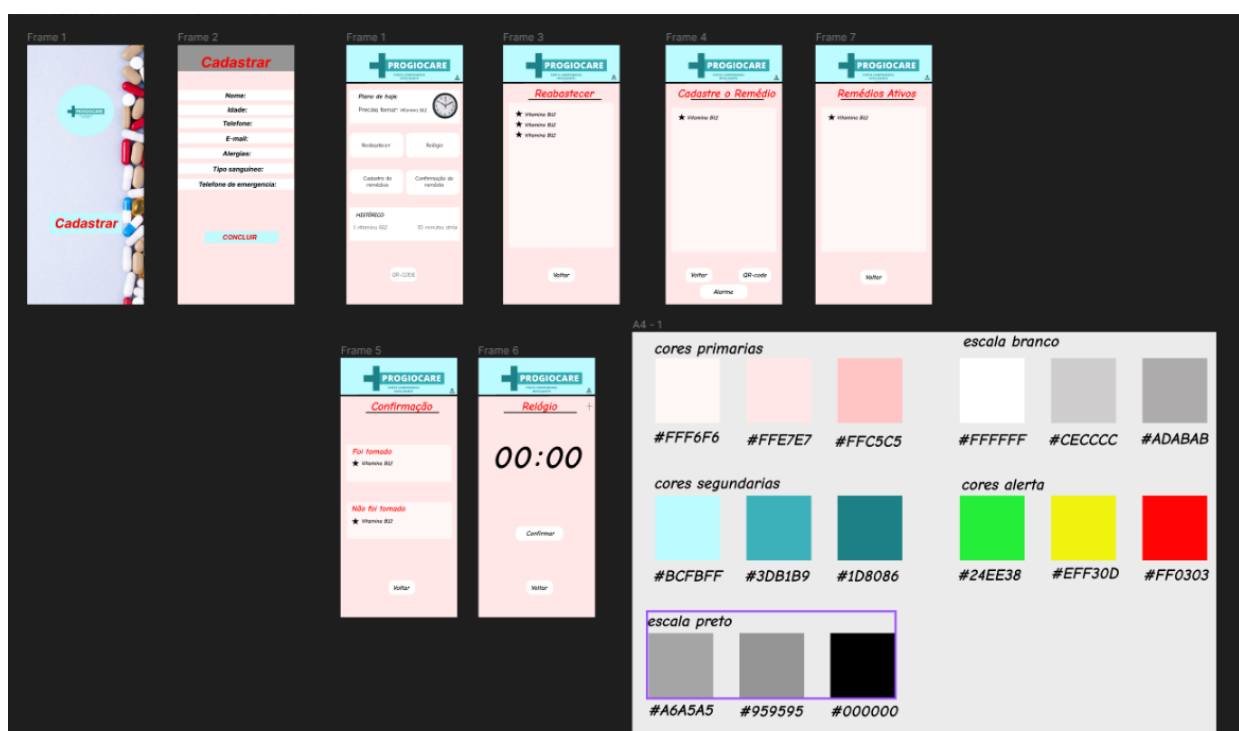 Frame 1
Cadastrar
Frame 2
Cadastrar
Nome:
Idade:
Telefone:
E-mail:
Alergias:
Tipo sanguíneo:
Telefone de emergencia:
CONCLUIR
Frame 1
PROGIOCARE
Plano de hoje:
Precisa tomar: Vitamina B12
Reabastecer
Relógio
Cadastro do remédios
Confirmação do remédio
HISTÓRICO
1 vitamina B12
30 minutos atrás
QR-CODE
Frame 3
PROGIOCARE
Reabastecer
Vitamina B12
Vitamina B12
Vitamina B12
Voltar
Frame 4
PROGIOCARE
Cadastre o Remédio
Vitamina B12
Voltar
QR-code
Alarme
Frame 7
PROGIOCARE
Remédios Ativos
Vitamina B12
Voltar
Frame 5
PROGIOCARE
Confirmação
Foi tomado
Vitamina B12
Não foi tomado
Vitamina B12
Voltar
Frame 6
PROGIOCARE
Relógio
00:00
Confirmar
Voltar
A4 - 1
cores primarias
#FFF6F6
#FFE7E7
#FFC5C5
escala branco
#FFFFFF
#CECCCC
#ADABAB
cores segundarias
#BCFBFF
#3DB1B9
#1D8086
cores alerta
#24EE38
#EFF30D
#FF0303
escala preto
#A6A5A5
#959595
#000000